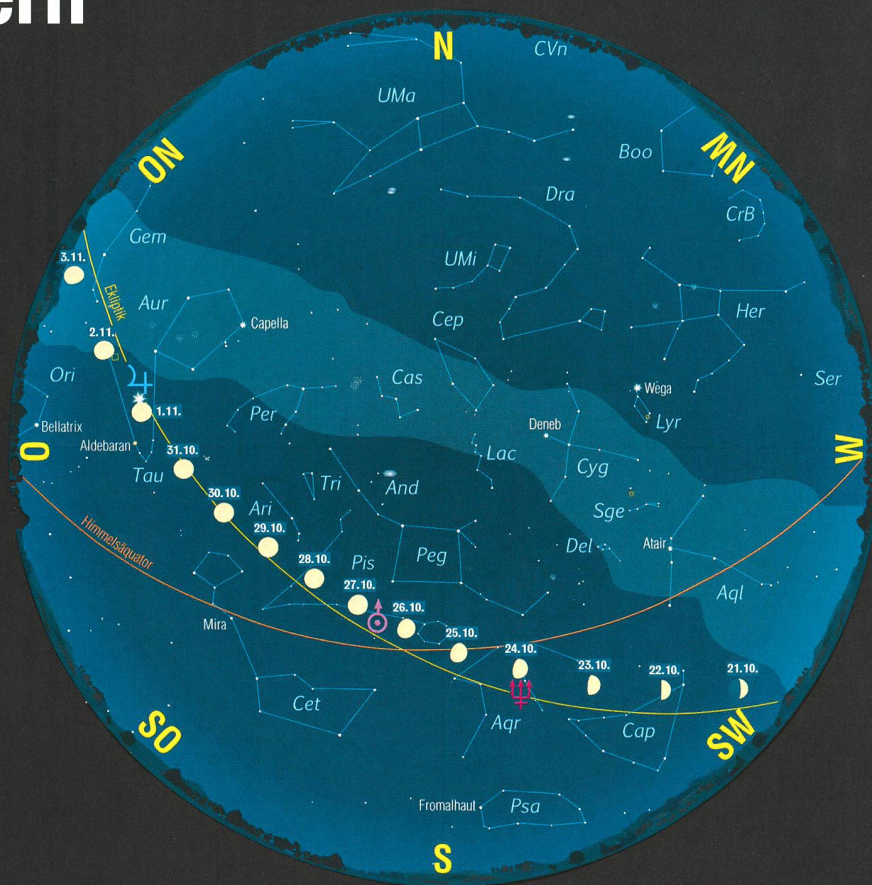 ern
N
CVn
UMa
Boo
NW
ON
Dra
CrB
Gem
UMi
3.11.
Ekliptik
Aur
Her
Cep
Capella
2.11.
Ori
Cas
Ser
Wega
1.11.
Per
Lyr
Bellatrix
Deneb
Aldebaran
O
W
31.10.
Lac
Cyg
Tau
Tri
And
30.10.
Ari
Sge
29.10.
Himmelsäquator
Atair
Del
28.10.
Pis
Peg
27.10.
Aql
26.10.
Mira
25.10.
24.10.
23.10.
22.10.
21.10.
Cet
Aqr
Cap
SO
SW
Fromalhaut
Psa
S